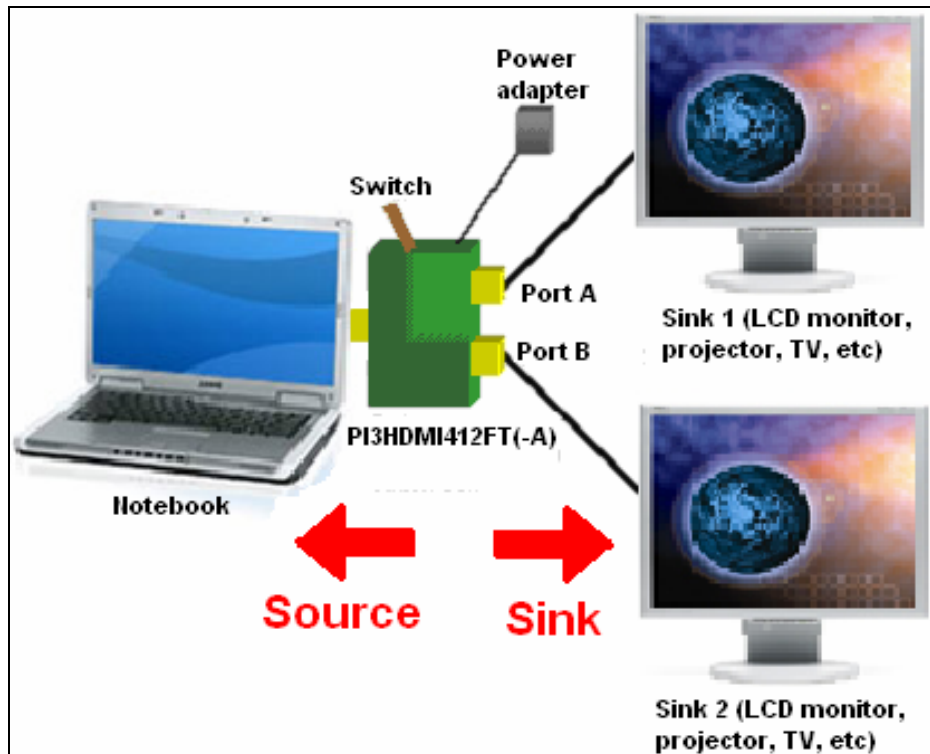 Power
adapter
Switch
Port A
Port B
PI3HDMI412FT(-A)
Notebook
Source
Sink
Sink 1 (LCD monitor,
projector, TV, etc)
Sink 2 (LCD monitor,
projector, TV, etc)